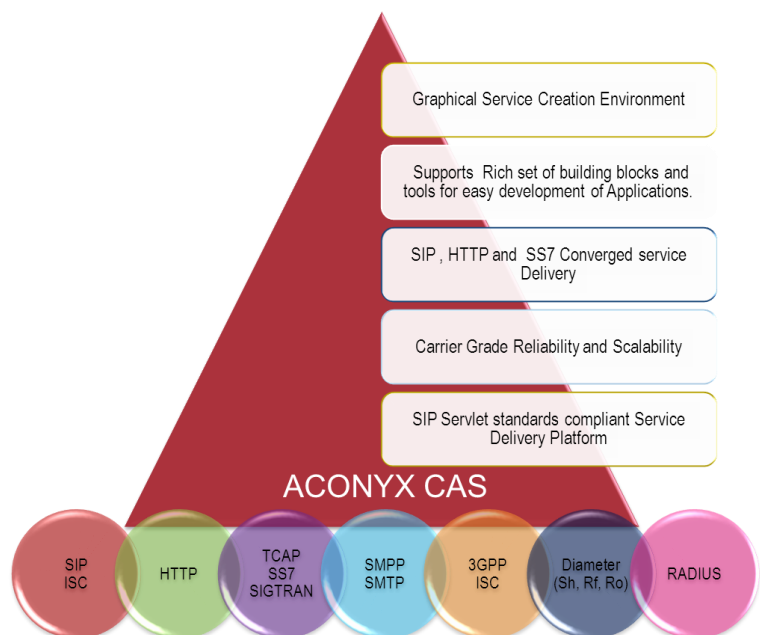 Graphical Service Creation Environment
Supports Rich set of building blocks and
tools for easy development of Applications.
SIP , HTTP and SS7 Converged service
Delivery
Carrier Grade Reliability and Scalability
SIP Servlet standards compliant Service
Delivery Platform
ACONYX CAS
SIP
ISC
HTTP
TCAP
SS7
SIGTRAN
SMPP
SMTP
3GPP
ISC
Diameter
(Sh, Rf, Ro)
RADIUS